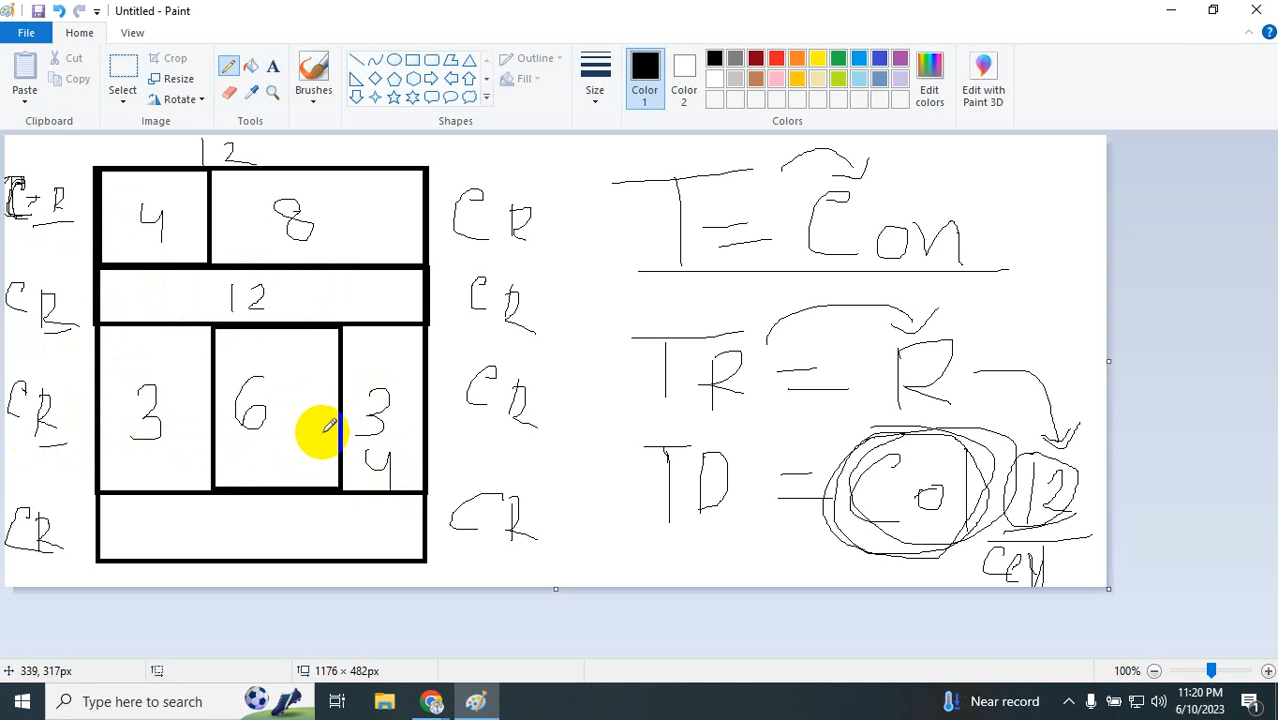 Untitled - Paint
File Home View
Paste
Cut
Copy
Clipboard
Select
Crop
Resize
Rotate
Image
A
Tools
Brushes
Outline
Fill
Shapes
Size
Color 1
Color 2
Edit colors
Edit with Paint 3D
Colors
12
4 8
C R
T = Con
C R
12
C R
TR = R
C R
3 6 3
4
C R
TD = Col R
Cey
C R
C R
339, 317px
1176 × 482px
100%
Type here to search
Near record
11:20 PM
6/10/2023
1